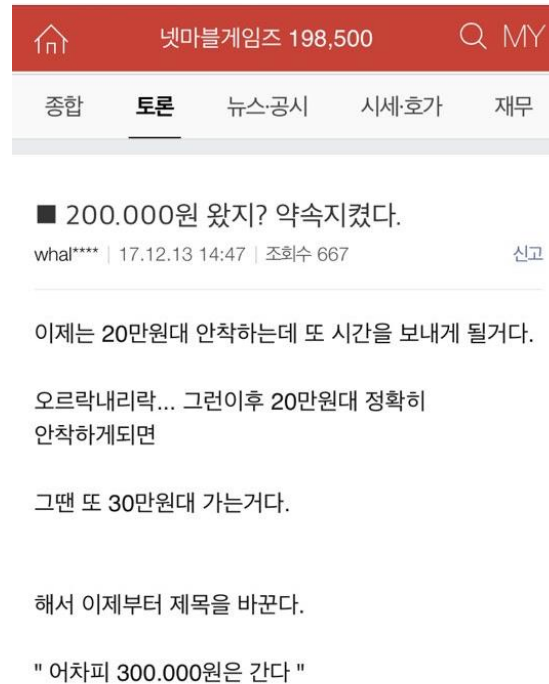 넷마블게임즈 198,500
MY
종합 토론 뉴스·공시 시세·호가 재무
■ 200.000원 왔지? 약속지켰다.
whal**** | 17.12.13 14:47 | 조회수 667 신고
이제는 20만원대 안착하는데 또 시간을 보내게 될거다.
오르락내리락... 그런이후 20만원대 정확히
안착하게되면
그땐 또 30만원대 가는거다.
해서 이제부터 제목을 바꾼다.
" 어차피 300.000원은 간다 "